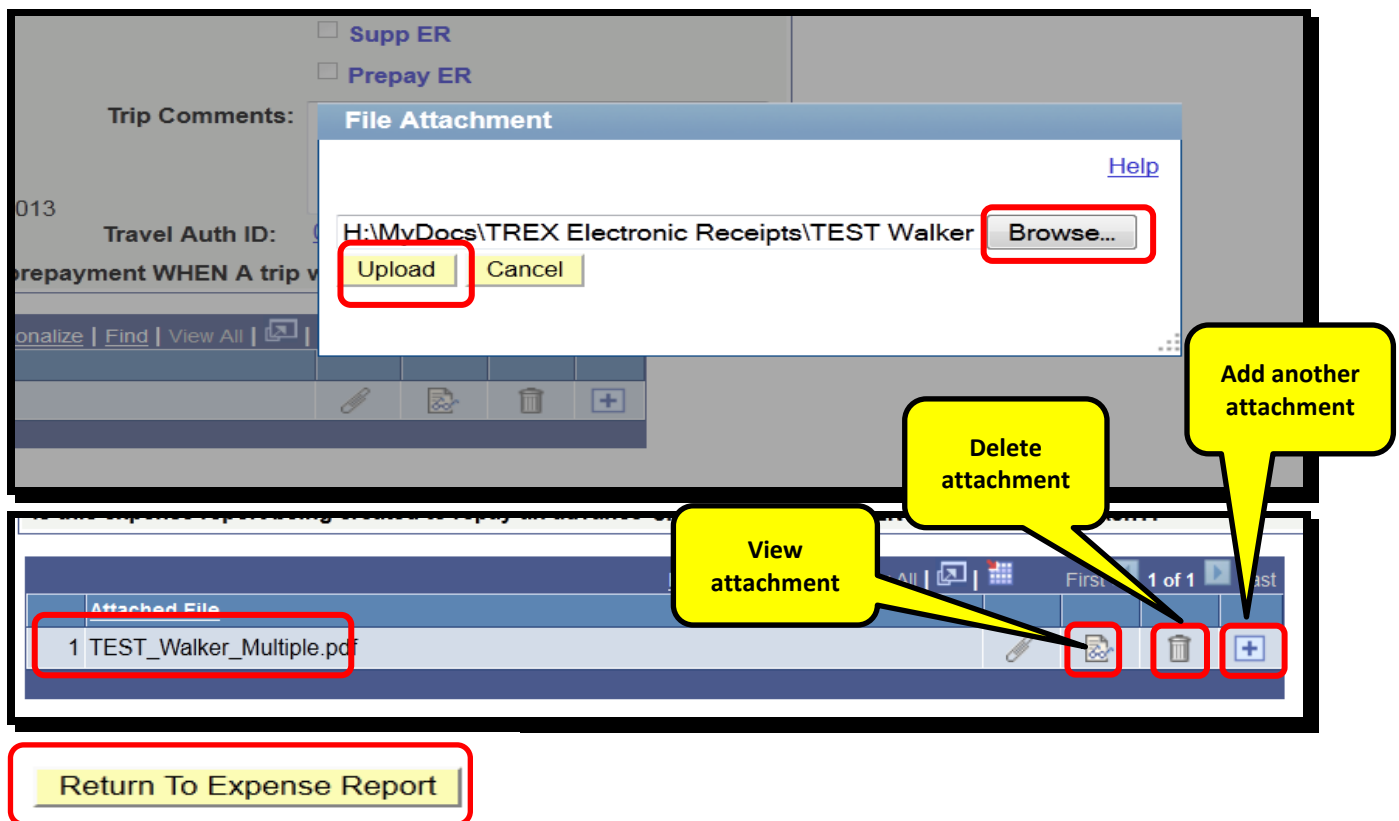 Supp ER
Prepay ER
Trip Comments:
File Attachment
Help
013
Travel Auth ID:
H:\MyDocs\TREX Electronic Receipts\TEST Walker Browse...
prepayment WHEN A trip w
Upload Cancel
onalize | Find | View All | |
Add another
attachment
Delete
attachment
View
attachment
All | | First 1 of 1 ast
Attached File
1 TEST_Walker_Multiple.pdf
Return To Expense Report